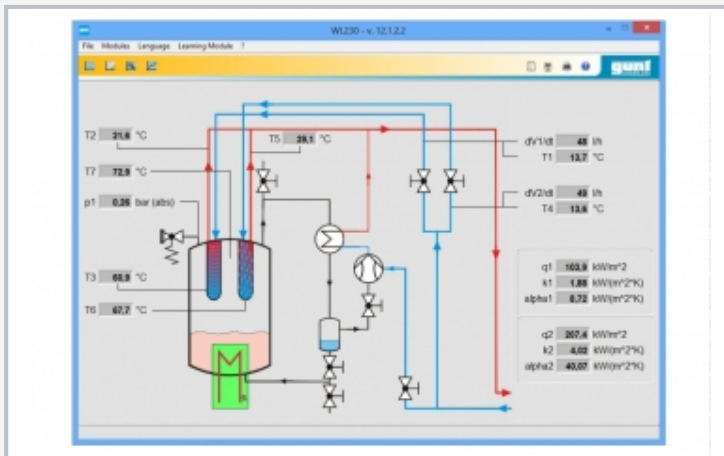 WL230 - v. 12.1.2.2
File Modules Language Learning Module ?
gunt
T2 21,6 °C
T5 29,1 °C
dV1/dt 48 l/h
T1 13,7 °C
T7 72,9 °C
p1 0,35 bar (abs)
dV2/dt 49 l/h
T4 13,6 °C
T3 60,9 °C
T6 67,7 °C
q1 103,9 kW/m^2
k1 1,88 kW/(m^2*K)
alpha1 8,72 kW/(m^2*K)
q2 207,4 kW/m^2
k2 4,02 kW/(m^2*K)
alpha2 40,07 kW/(m^2*K)